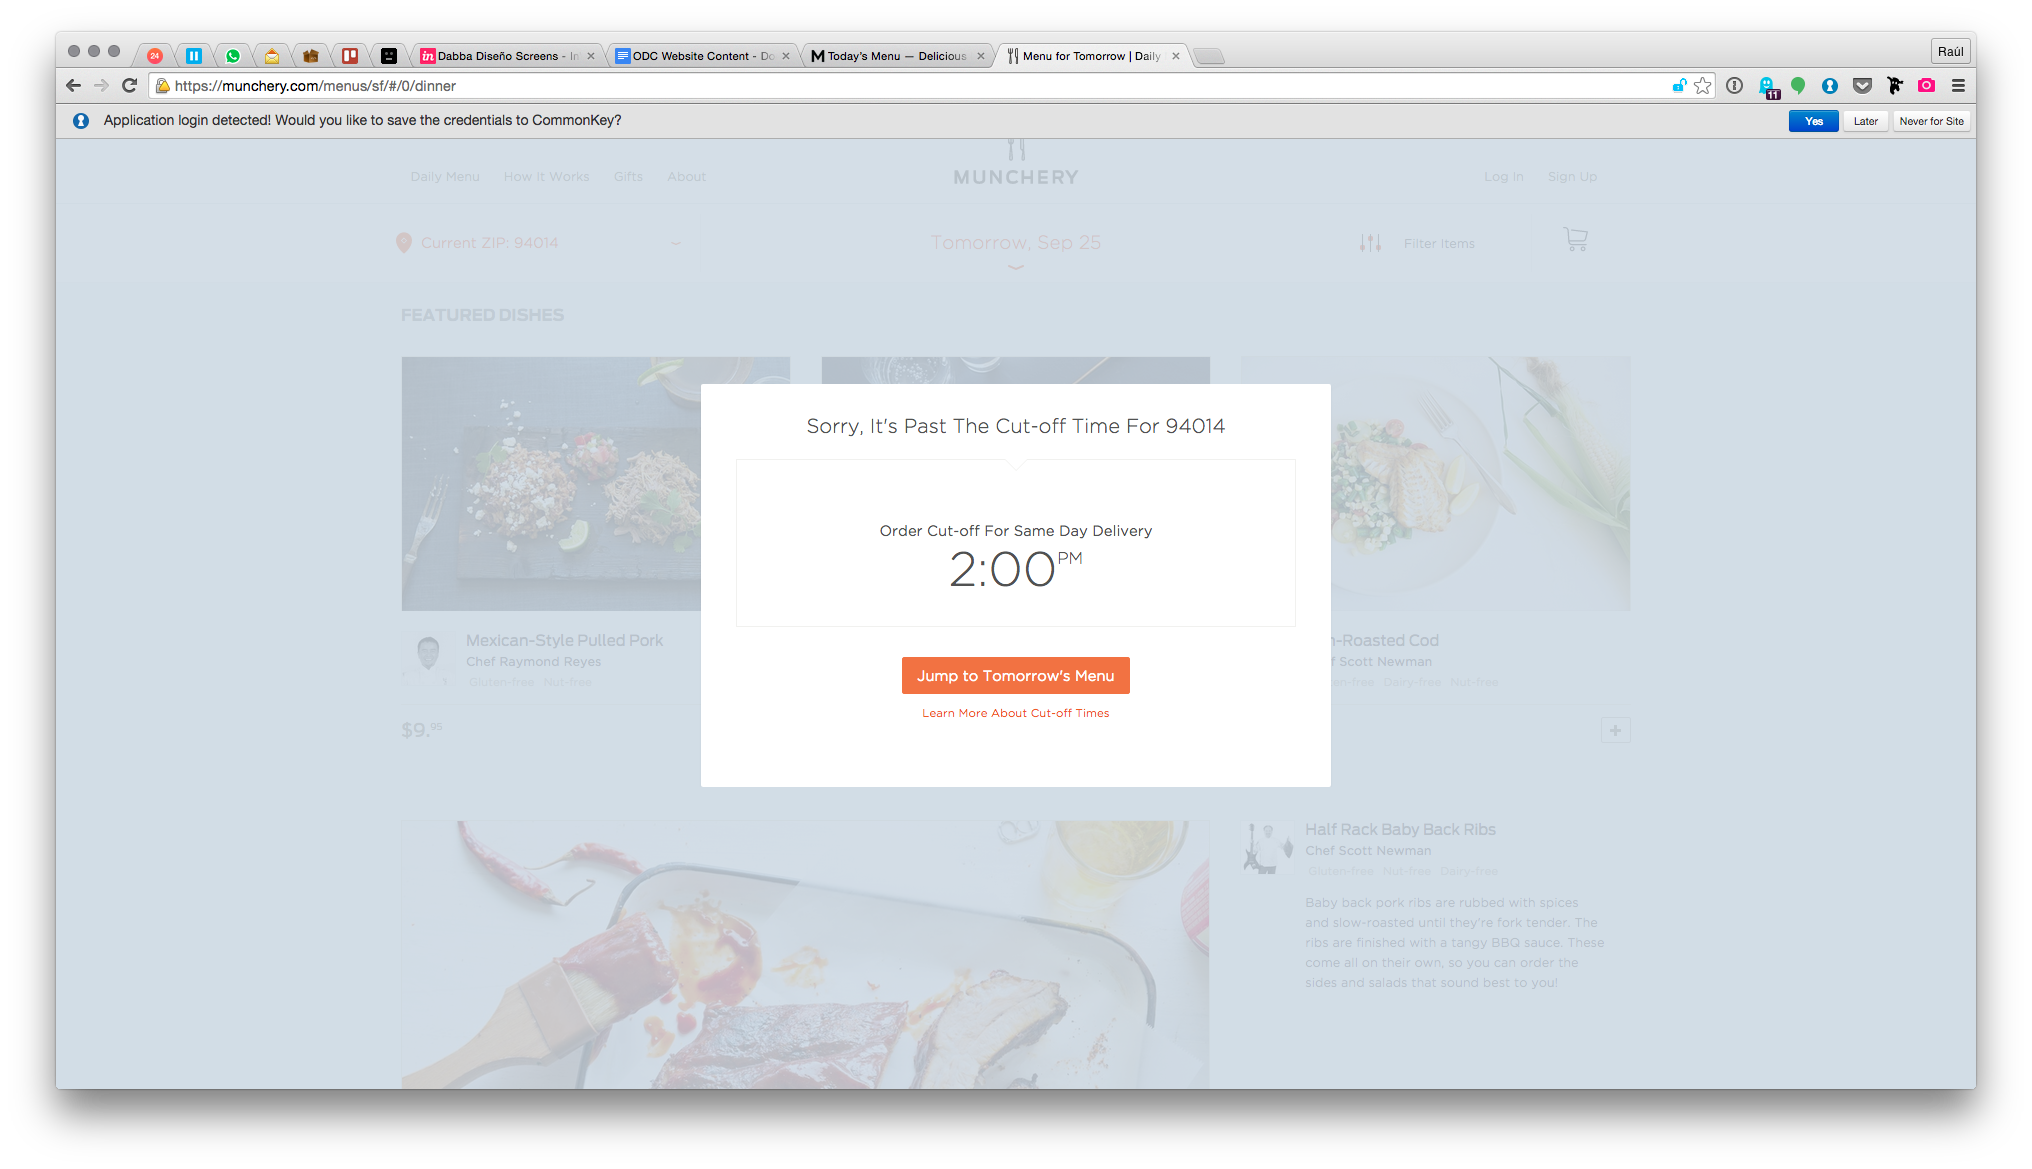 24
Dabba Diseño Screens - In
ODC Website Content - Do
Today's Menu — Delicious
Menu for Tomorrow | Daily
Raúl
https://munchery.com/menus/sf/#/0/dinner
11
Application login detected! Would you like to save the credentials to CommonKey?
Yes
Later
Never for Site
Daily Menu
How It Works
Gifts
About
MUNCHERY
Log In
Sign Up
Current ZIP: 94014
Tomorrow, Sep 25
Filter Items
FEATURED DISHES
Sorry, It's Past The Cut-off Time For 94014
Order Cut-off For Same Day Delivery
2:00 PM
Jump to Tomorrow's Menu
Learn More About Cut-off Times
Mexican-Style Pulled Pork
Chef Raymond Reyes
Gluten-free Nut-free
$9.95
-Roasted Cod
Scott Newman
Dairy-free Nut-free
Half Rack Baby Back Ribs
Chef Scott Newman
Gluten-free Nut-free Dairy-free
Baby back pork ribs are rubbed with spices
and slow-roasted until they're fork tender. The
ribs are finished with a tangy BBQ sauce. These
come all on their own, so you can order the
sides and salads that sound best to you!